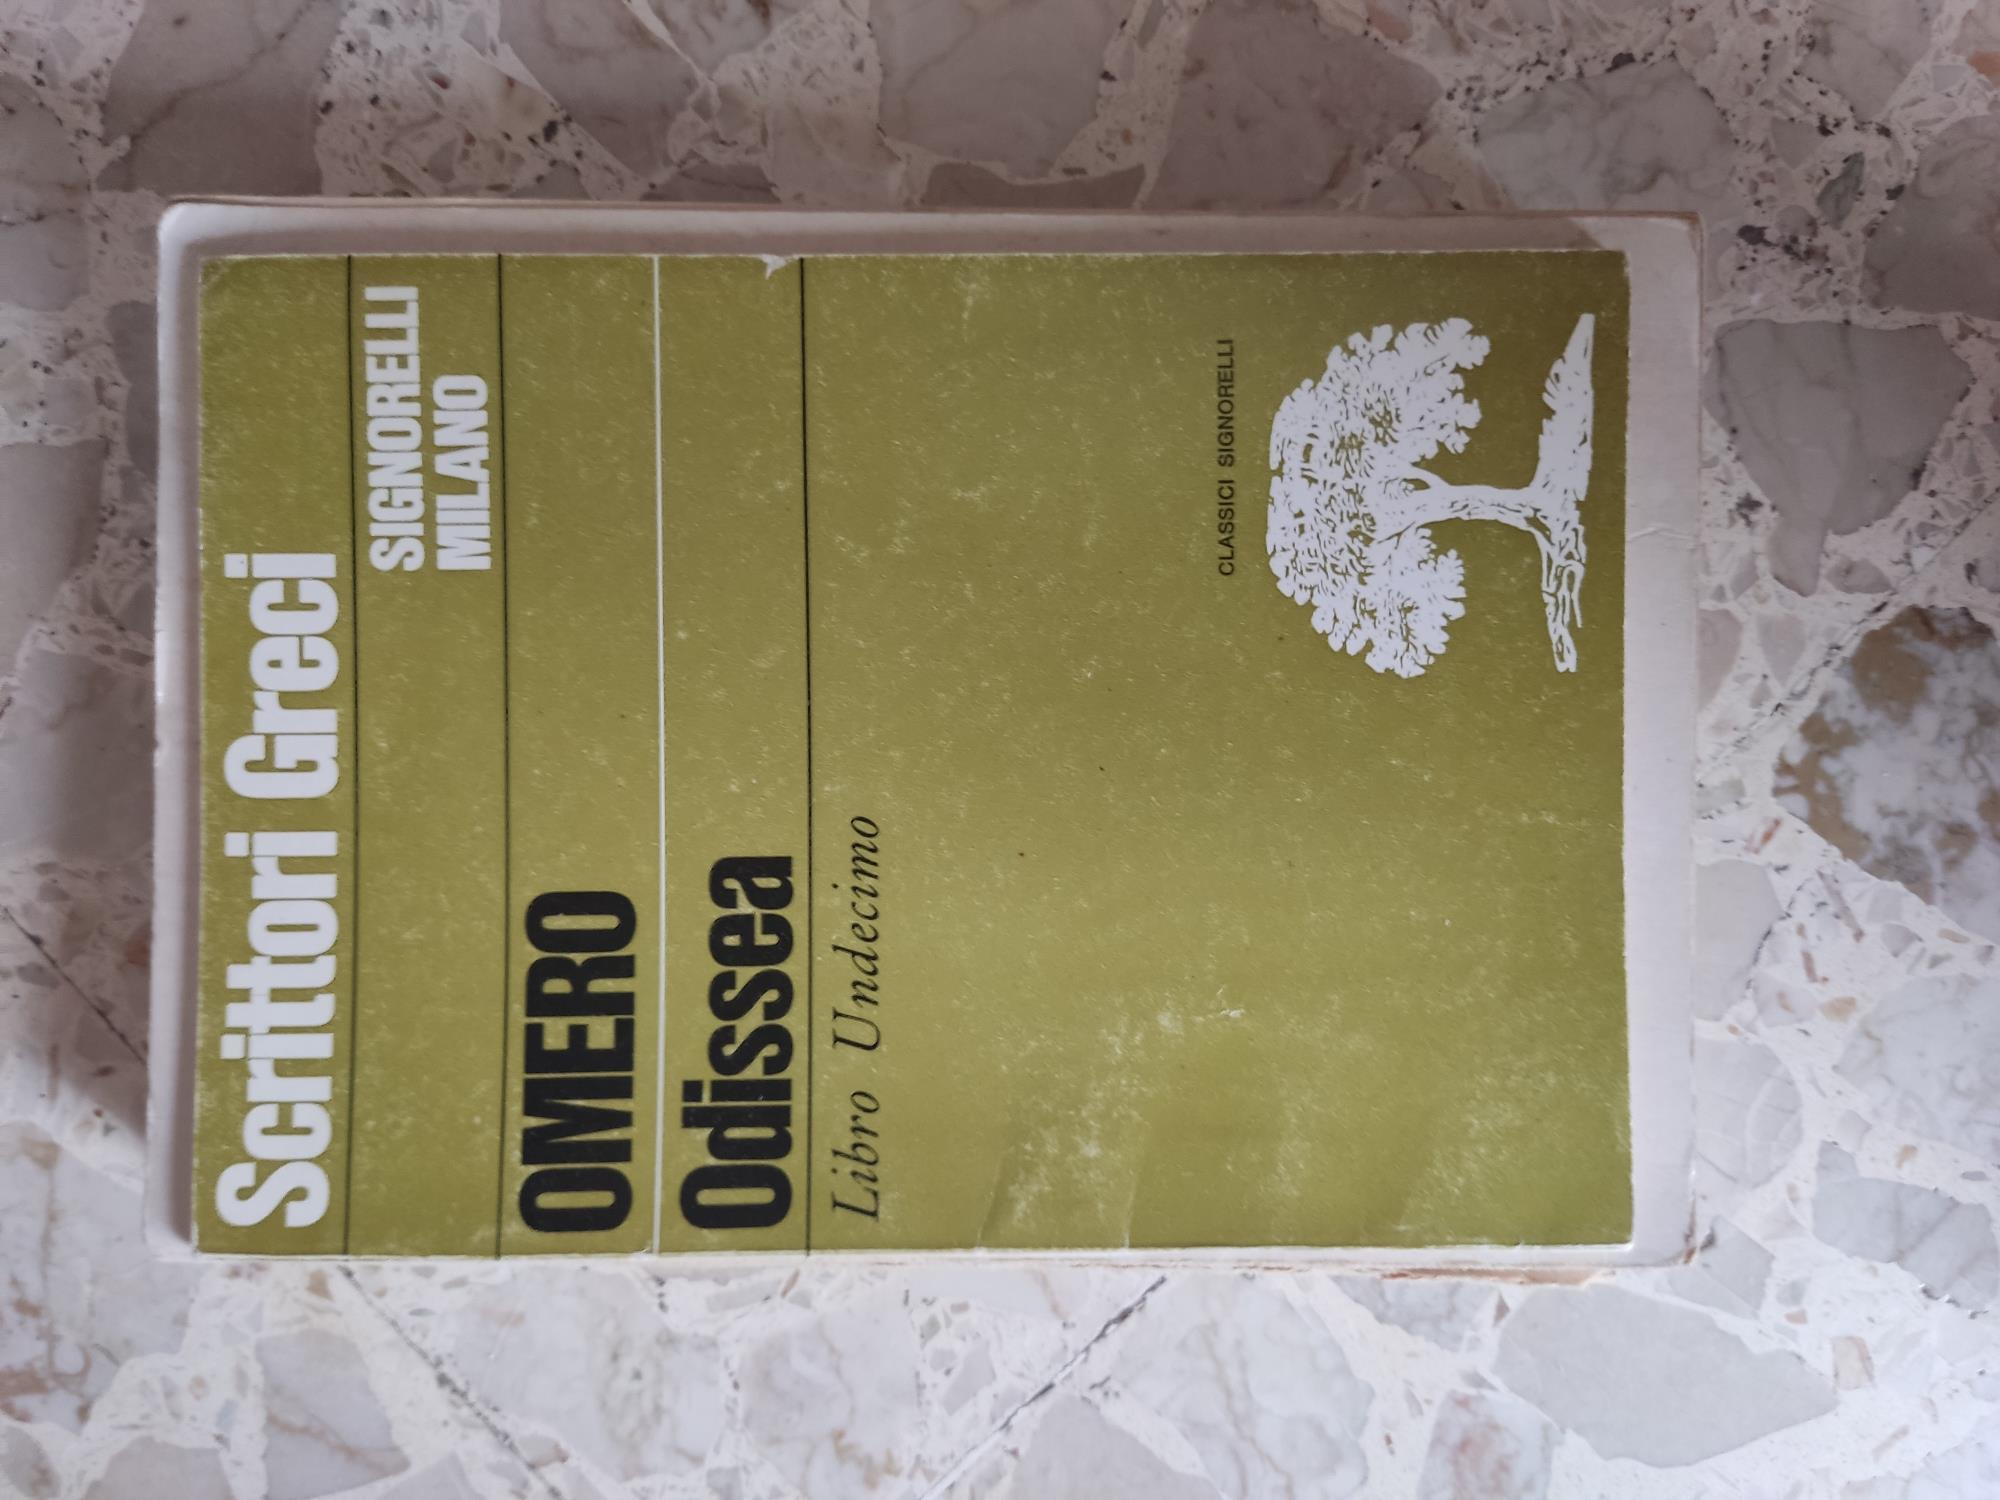 Scrittori Greci
SIGNORELLI
MILANO
OMERO
Odissea
Libro Undecimo
CLASSICI SIGNORELLI